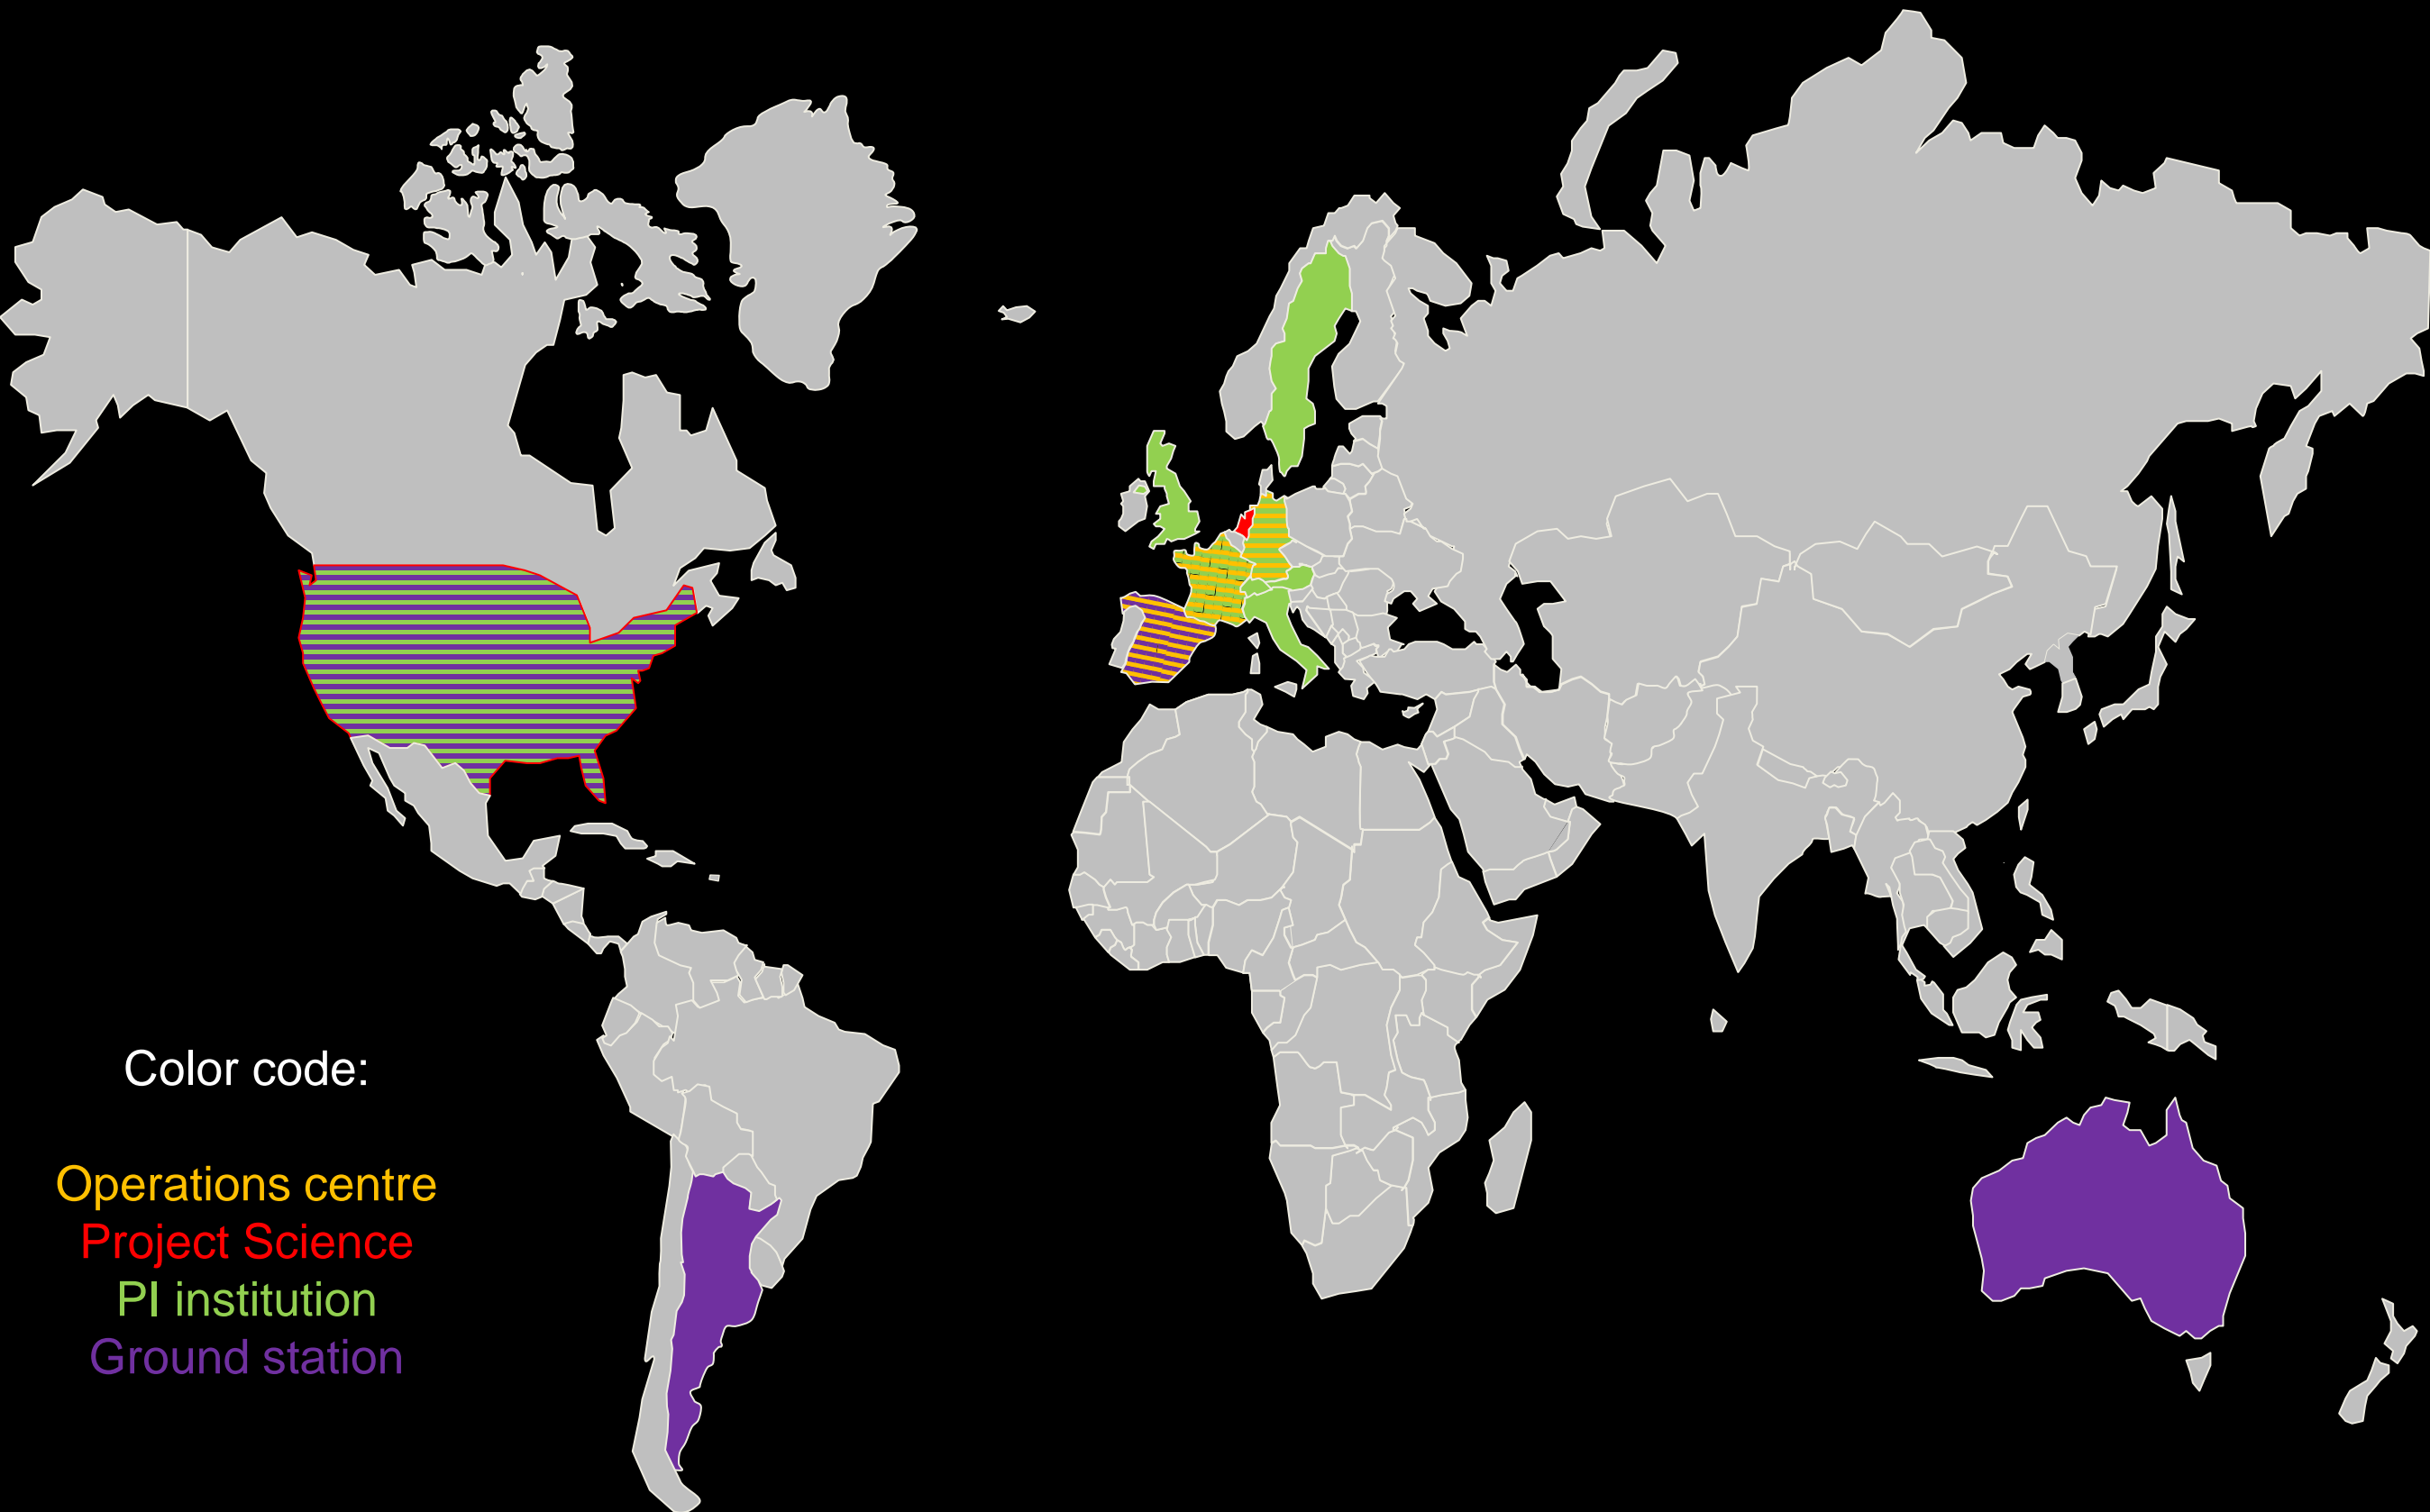 Color code:
Operations centre
Project Science
PI institution
Ground station